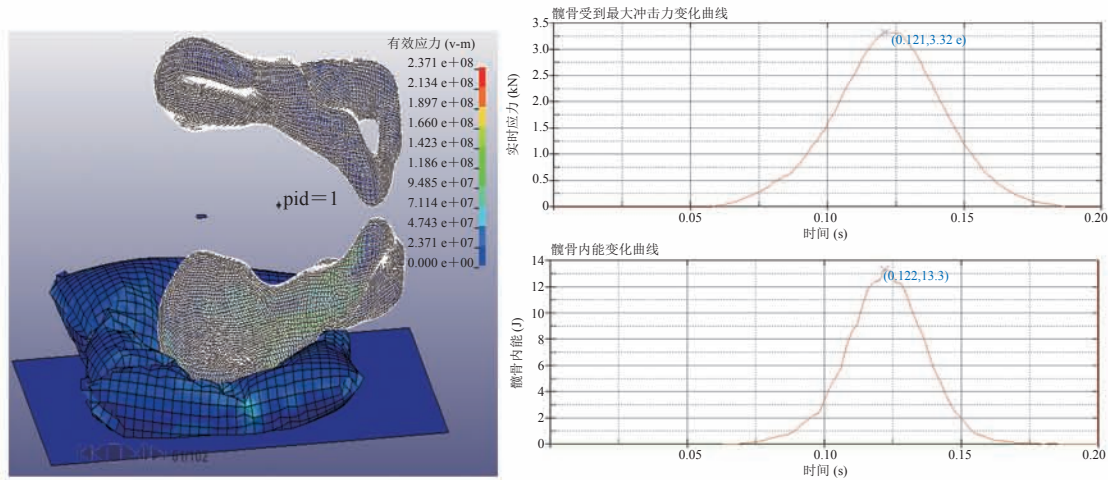 有效应力 (v-m)
2.371 e+08
2.134 e+08
1.897 e+08
1.660 e+08
1.423 e+08
1.186 e+08
9.485 e+07
7.114 e+07
4.743 e+07
2.371 e+07
0.000 e+00
pid=1
01/102
髋骨受到最大冲击力变化曲线
实时应力 (kN)
3.5
3.0
2.5
2.0
1.5
1.0
0.5
0
(0.121,3.32 e)
0.05
0.10
0.15
0.20
时间 (s)
髋骨内能变化曲线
髋骨内能 (J)
14
12
10
8
6
4
2
0
(0.122,13.3)
0.05
0.10
0.15
0.20
时间 (s)